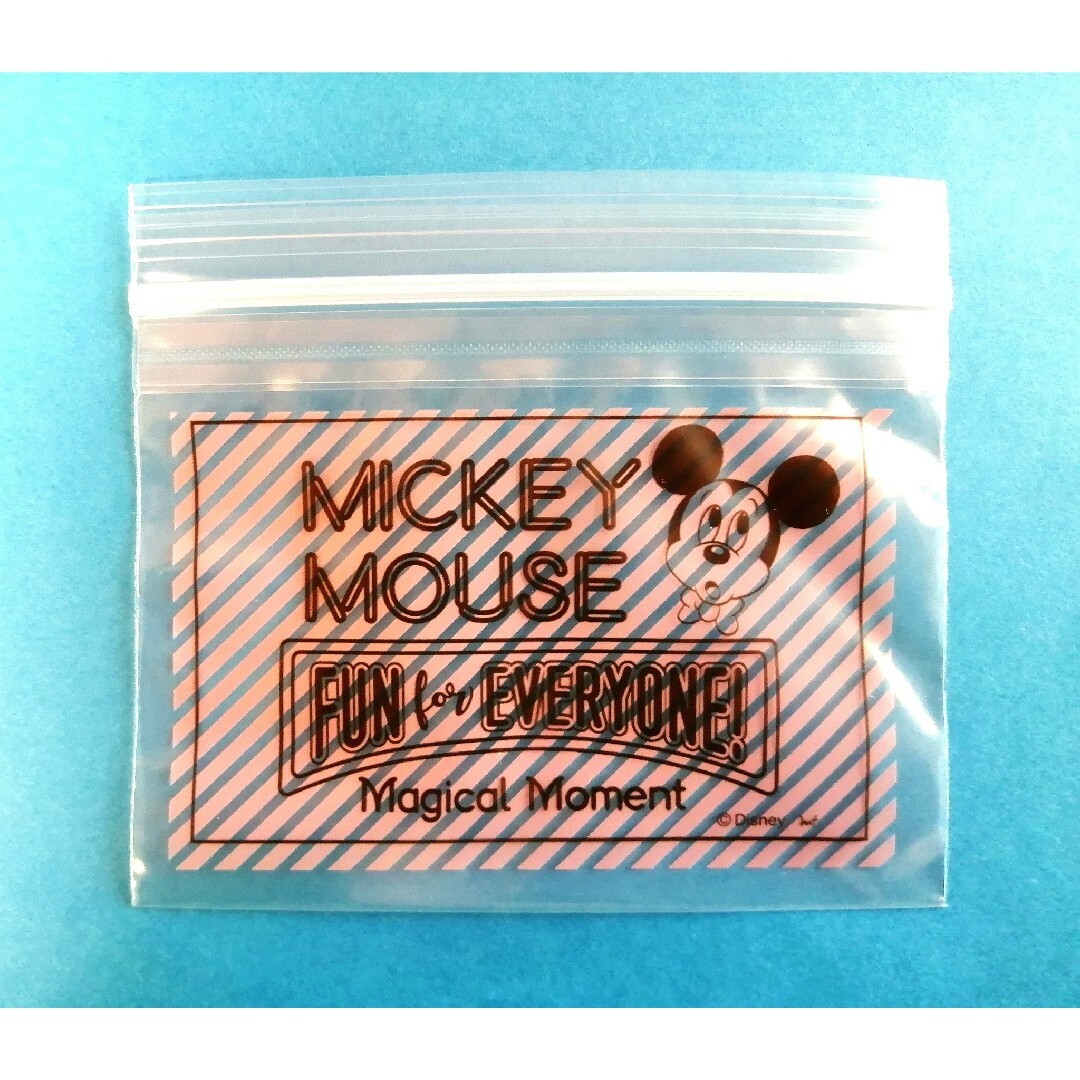 MICKEY
MOUSE
FUN for EVERYONE!
Magical Moment
© Disney